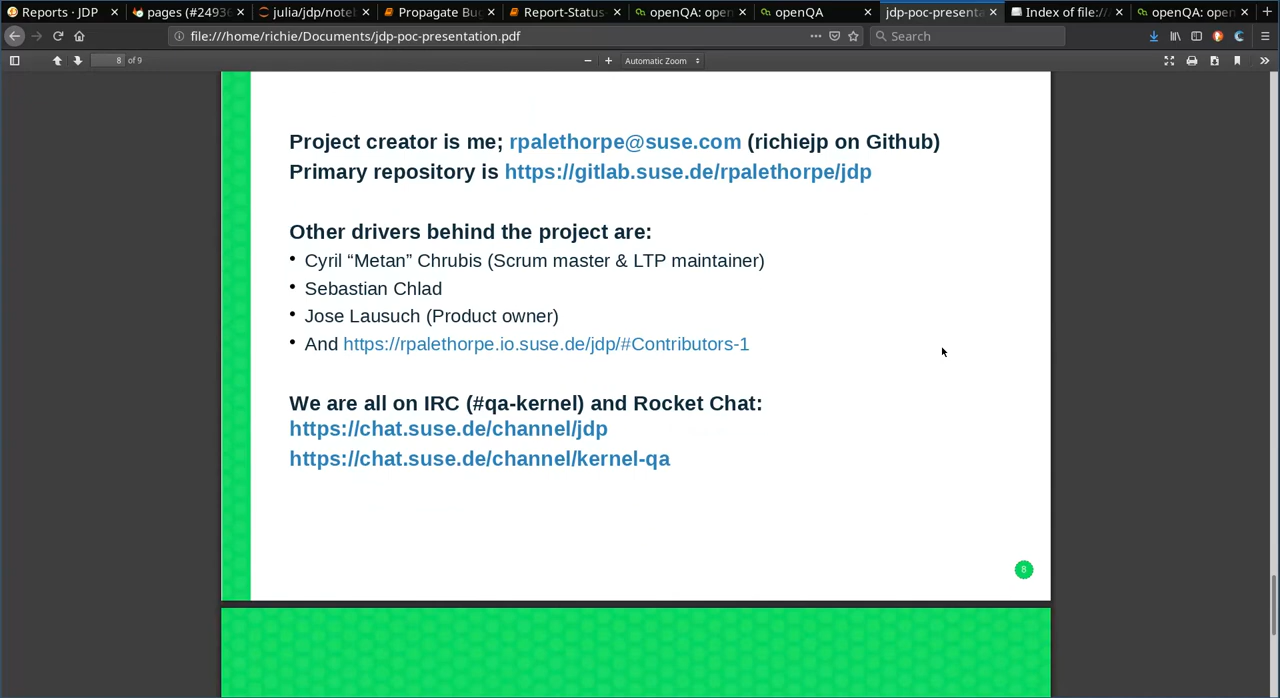 Reports · JDP
pages (#2493
julia/jdp/note
Propagate Bu
Report-Status
openQA: open
openQA
jdp-poc-presenta
Index of file://
openQA: open
file:///home/richie/Documents/jdp-poc-presentation.pdf
Search
8 of 9
Automatic Zoom
Project creator is me; rpalethorpe@suse.com (richiejp on Github)
Primary repository is https://gitlab.suse.de/rpalethorpe/jdp
Other drivers behind the project are:
• Cyril “Metan” Chrubis (Scrum master & LTP maintainer)
• Sebastian Chlad
• Jose Lausuch (Product owner)
• And https://rpalethorpe.io.suse.de/jdp/#Contributors-1
We are all on IRC (#qa-kernel) and Rocket Chat:
https://chat.suse.de/channel/jdp
https://chat.suse.de/channel/kernel-qa
8